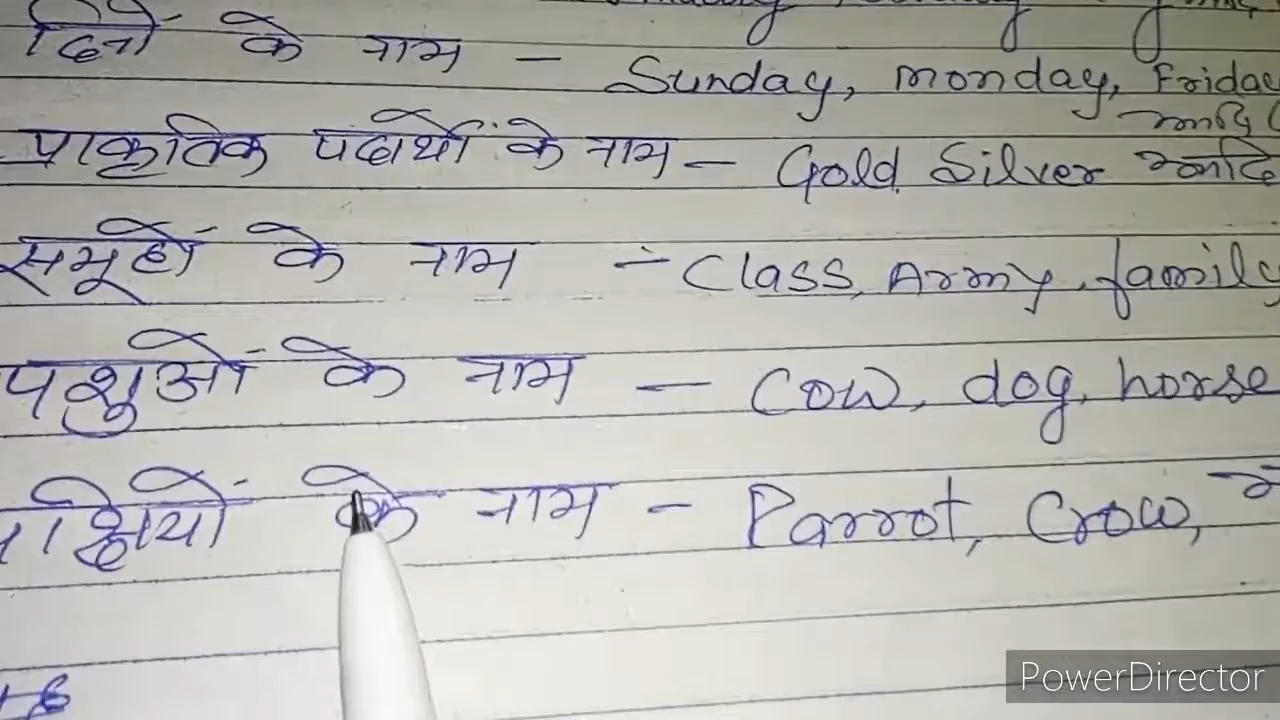 दिनों के नाम - Sunday, monday, Friday
आदि
प्राकृतिक पदार्थों के नाम - Gold Silver आदि
समूहों के नाम - Class, Army, family
पशुओं के नाम - Cow, dog, horse
पक्षियों के नाम - Parrot, Crow,
PowerDirector